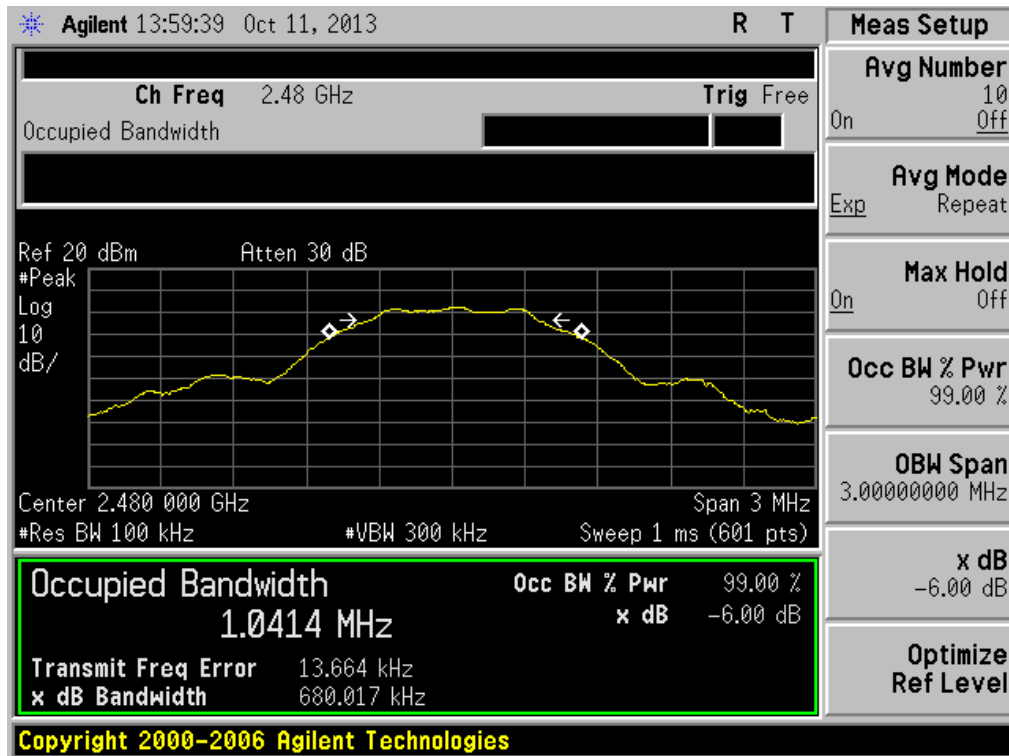 Agilent 13:59:39 Oct 11, 2013 R T
Ch Freq 2.48 GHz Trig Free
Occupied Bandwidth
Ref 20 dBm Atten 30 dB
#Peak
Log
10
dB/
Center 2.480 000 GHz Span 3 MHz
#Res BW 100 kHz #VBW 300 kHz Sweep 1 ms (601 pts)
Occupied Bandwidth
1.0414 MHz
Occ BW % Pwr 99.00 %
x dB -6.00 dB
Transmit Freq Error 13.664 kHz
x dB Bandwidth 680.017 kHz
Copyright 2000-2006 Agilent Technologies
Meas Setup
Avg Number
10
On Off
Avg Mode
Exp Repeat
Max Hold
On Off
Occ BW % Pwr
99.00 %
OBW Span
3.00000000 MHz
x dB
-6.00 dB
Optimize
Ref Level